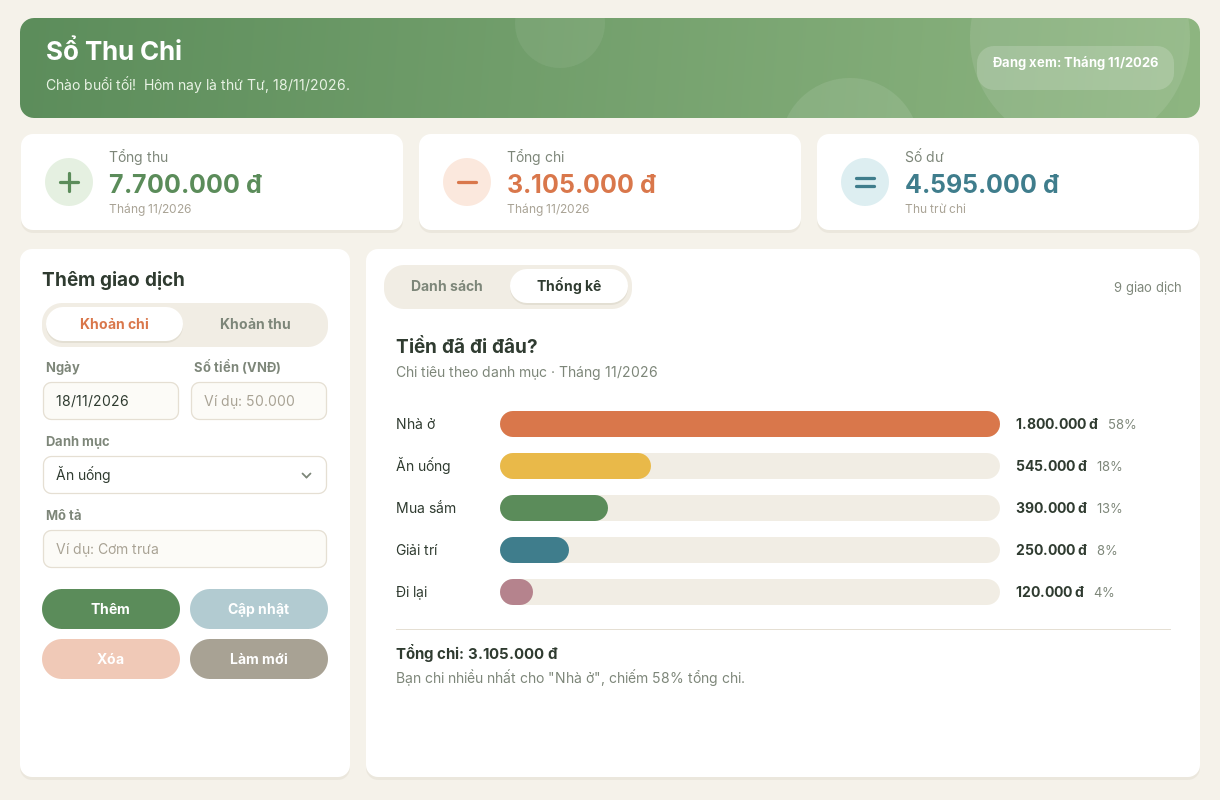 Sổ Thu Chi
Chào buổi tối! Hôm nay là thứ Tư, 18/11/2026.
Đang xem: Tháng 11/2026
Tổng thu
7.700.000 đ
Tháng 11/2026
Tổng chi
3.105.000 đ
Tháng 11/2026
Số dư
4.595.000 đ
Thu trừ chi
Thêm giao dịch
Khoản chi Khoản thu
Ngày Số tiền (VNĐ)
18/11/2026 Ví dụ: 50.000
Danh mục
Ăn uống
Mô tả
Ví dụ: Cơm trưa
Thêm Cập nhật
Xóa Làm mới
Danh sách Thống kê 9 giao dịch
Tiền đã đi đâu?
Chi tiêu theo danh mục · Tháng 11/2026
Nhà ở 1.800.000 đ 58%
Ăn uống 545.000 đ 18%
Mua sắm 390.000 đ 13%
Giải trí 250.000 đ 8%
Đi lại 120.000 đ 4%
Tổng chi: 3.105.000 đ
Bạn chi nhiều nhất cho "Nhà ở", chiếm 58% tổng chi.